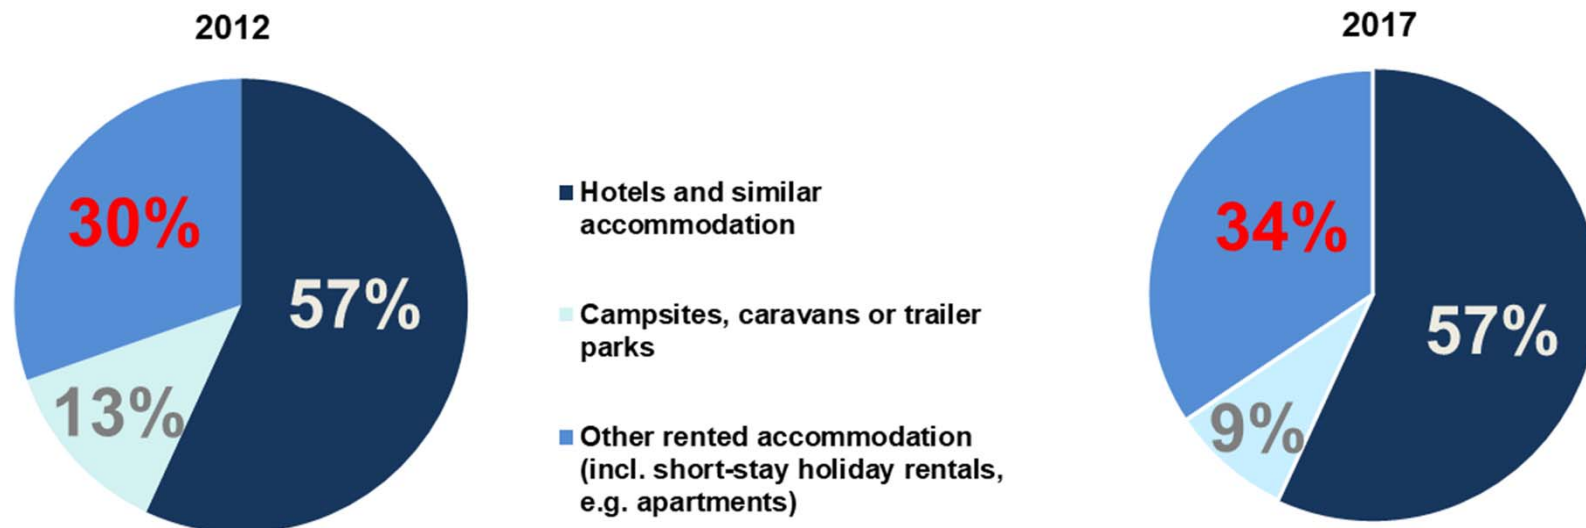 2012
30%
57%
13%
Hotels and similar
accommodation
Campsites, caravans or trailer
parks
Other rented accommodation
(incl. short-stay holiday rentals,
e.g. apartments)
2017
34%
57%
9%